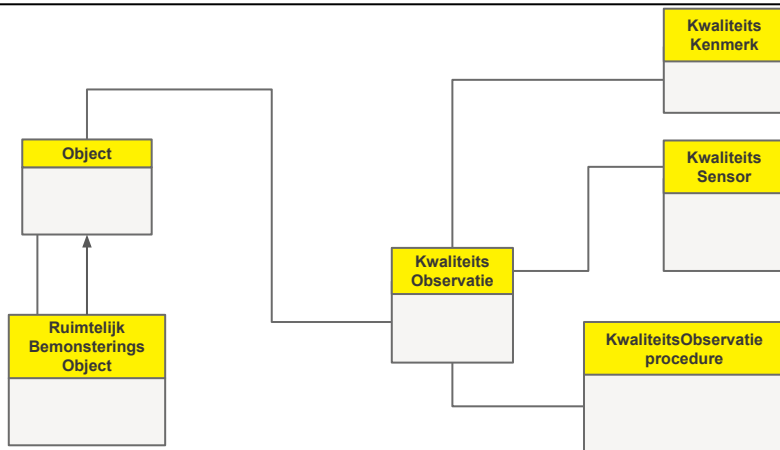 Kwaliteits
Kenmerk
Object
Kwaliteits
Sensor
Kwaliteits
Observatie
Ruimtelijk
Bemonsterings
Object
KwaliteitsObservatie
procedure